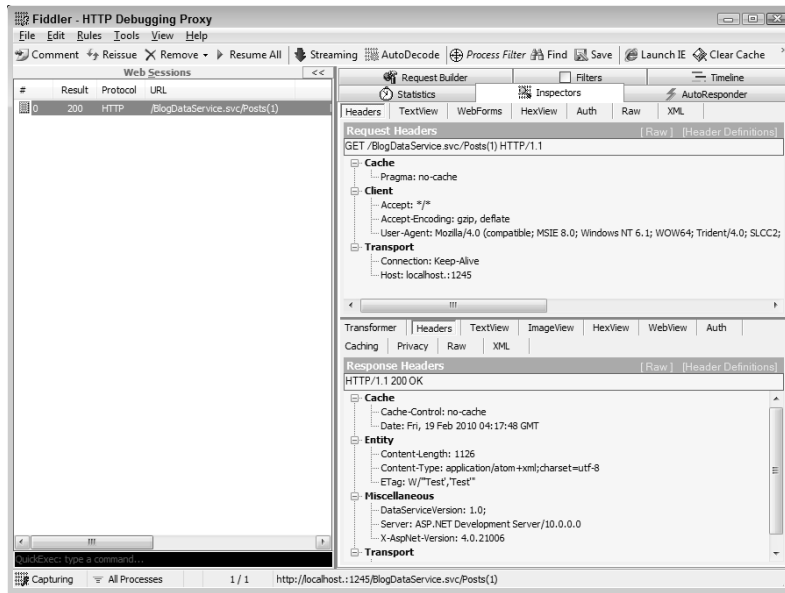 Fiddler - HTTP Debugging Proxy
File Edit Rules Tools View Help
Comment Reissue Remove Resume All Streaming AutoDecode Process Filter Find Save Launch IE Clear Cache
Web Sessions <<
# Result Protocol URL
0 200 HTTP /BlogDataService.svc/Posts(1)
Request Builder Filters Timeline
Statistics Inspectors AutoResponder
Headers TextView WebForms HexView Auth Raw XML
Request Headers [ Raw ] [Header Definitions]
GET /BlogDataService.svc/Posts(1) HTTP/1.1
Cache
Pragma: no-cache
Client
Accept: */*
Accept-Encoding: gzip, deflate
User-Agent: Mozilla/4.0 (compatible; MSIE 8.0; Windows NT 6.1; WOW64; Trident/4.0; SLCC2;
Transport
Connection: Keep-Alive
Host: localhost.:1245
Transformer Headers TextView ImageView HexView WebView Auth
Caching Privacy Raw XML
Response Headers [ Raw ] [Header Definitions]
HTTP/1.1 200 OK
Cache
Cache-Control: no-cache
Date: Fri, 19 Feb 2010 04:17:48 GMT
Entity
Content-Length: 1126
Content-Type: application/atom+xml;charset=utf-8
ETag: W/"'Test','Test'"
Miscellaneous
DataServiceVersion: 1.0;
Server: ASP.NET Development Server/10.0.0.0
X-AspNet-Version: 4.0.21006
Transport
QuickExec: type a command...
Capturing All Processes 1 / 1 http://localhost.:1245/BlogDataService.svc/Posts(1)